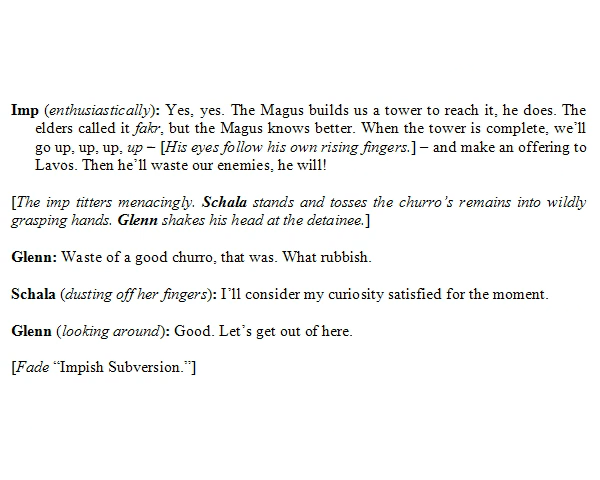 Imp (enthusiastically): Yes, yes. The Magus builds us a tower to reach it, he does. The
elders called it fakr, but the Magus knows better. When the tower is complete, we’ll
go up, up, up, up – [His eyes follow his own rising fingers.] – and make an offering to
Lavos. Then he’ll waste our enemies, he will!
[The imp titters menacingly. Schala stands and tosses the churro’s remains into wildly
grasping hands. Glenn shakes his head at the detainee.]
Glenn: Waste of a good churro, that was. What rubbish.
Schala (dusting off her fingers): I’ll consider my curiosity satisfied for the moment.
Glenn (looking around): Good. Let’s get out of here.
[Fade “Impish Subversion.”]